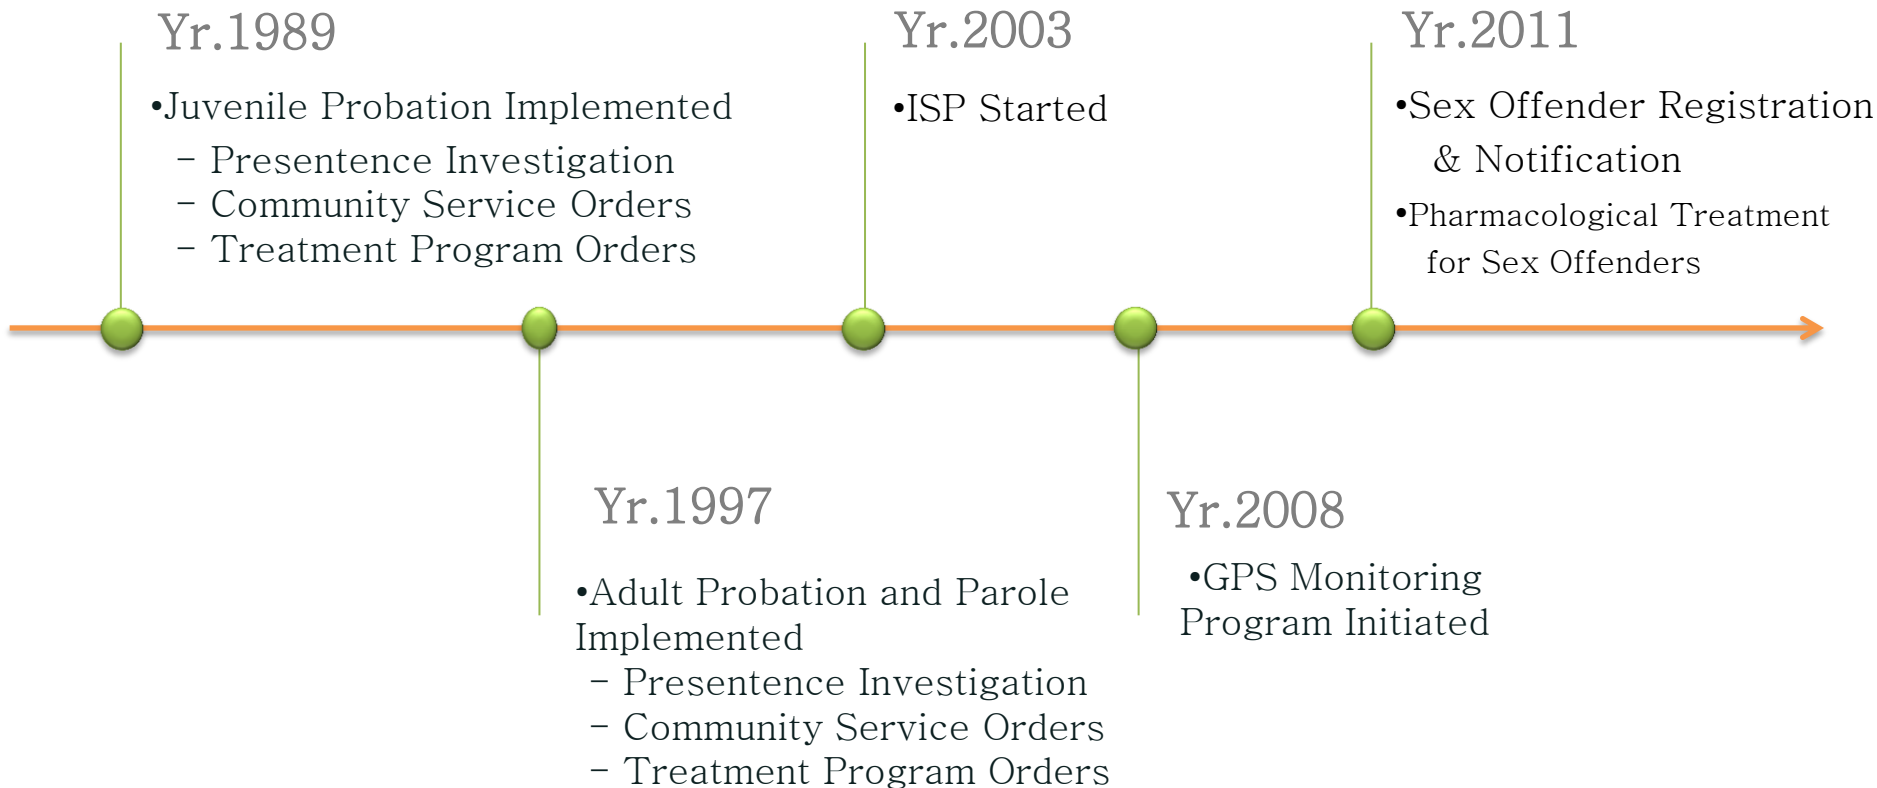 Yr.1989
•Juvenile Probation Implemented
- Presentence Investigation
- Community Service Orders
- Treatment Program Orders
Yr.1997
•Adult Probation and Parole
Implemented
- Presentence Investigation
- Community Service Orders
- Treatment Program Orders
Yr.2003
•ISP Started
Yr.2008
•GPS Monitoring
Program Initiated
Yr.2011
•Sex Offender Registration
& Notification
•Pharmacological Treatment
for Sex Offenders